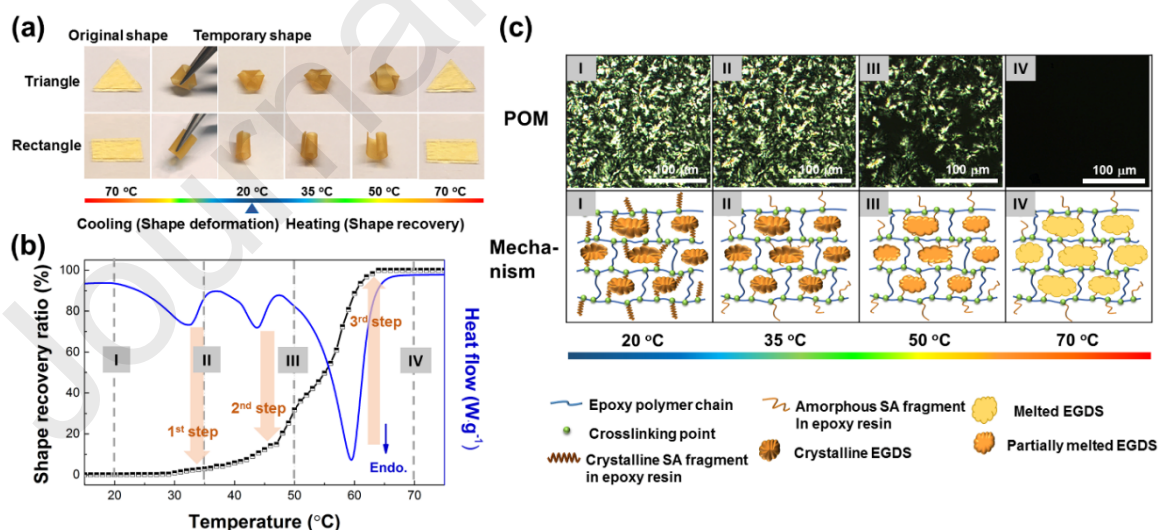 (a)
Original shape Temporary shape
Triangle
Rectangle
70 °C 20 °C 35 °C 50 °C 70 °C
Cooling (Shape deformation) Heating (Shape recovery)
(b)
Shape recovery ratio (%)
100
80
60
40
20
0
I II III IV
1st step
2nd step
3rd step
Endo.
20 30 40 50 60 70
Temperature (°C)
Heat flow (W g-1)
(c)
POM
I II III IV
100 μm 100 μm 100 μm 100 μm
Mecha-
nism
I II III IV
20 °C 35 °C 50 °C 70 °C
Epoxy polymer chain
Crosslinking point
Crystalline SA fragment
in epoxy resin
Amorphous SA fragment
In epoxy resin
Crystalline EGDS
Melted EGDS
Partially melted EGDS
Journal